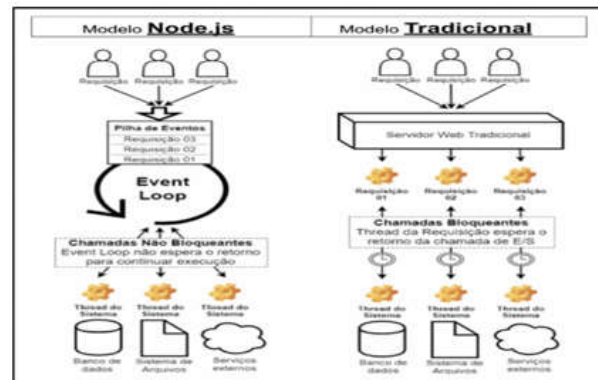 Modelo Node.js
Requisição Requisição Requisição
Pilha de Eventos
Requisição 03
Requisição 02
Requisição 01
Event
Loop
Chamadas Não Bloqueantes
Event Loop não espera o retorno
para continuar execução
Thread do Thread do Thread do
Sistema Sistema Sistema
Banco de Sistema de Serviços
dados Arquivos externos
Modelo Tradicional
Requisição Requisição Requisição
Servidor Web Tradicional
Requisição Requisição Requisição
01 02 03
Chamadas Bloqueantes
Thread da Requisição espera o
retorno da chamada de E/S
Thread do Thread do Thread do
Sistema Sistema Sistema
Banco de Sistema de Serviços
dados Arquivos externos